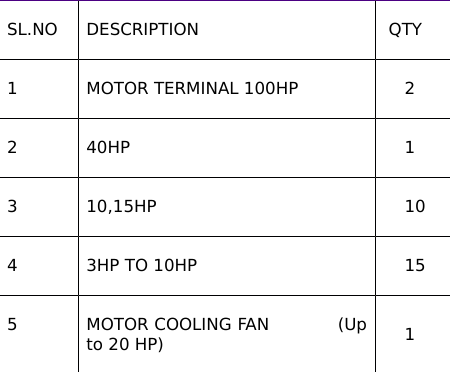 SL.NO DESCRIPTION QTY
1 MOTOR TERMINAL 100HP 2
2 40HP 1
3 10,15HP 10
4 3HP TO 10HP 15
5 MOTOR COOLING FAN (Up
to 20 HP) 1